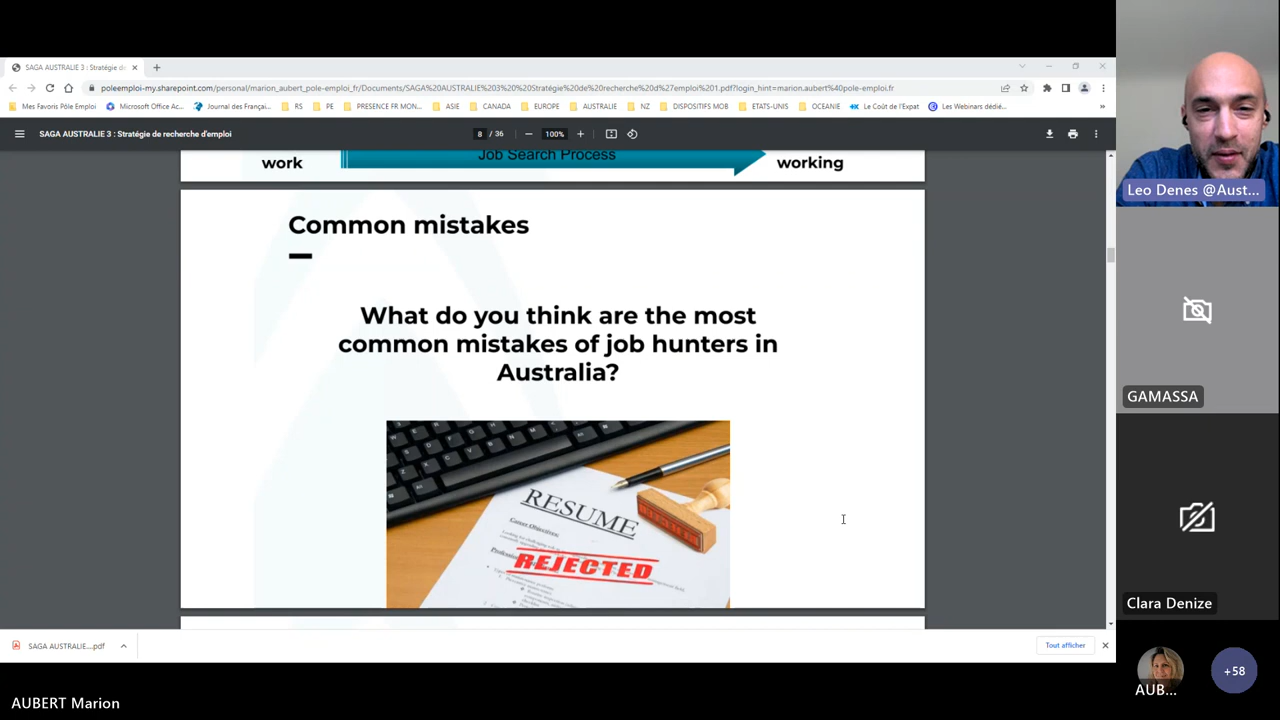 SAGA AUSTRALIE 3 : Stratégie de
poleemploi-my.sharepoint.com/personal/marion_aubert_pole-emploi_fr/Documents/SAGA%20AUSTRALIE%203%20%20Stratégie%20de%20recherche%20d%27emploi%201.pdf?login_hint=marion.aubert%40pole-emploi.fr
Mes Favoris Pôle Emploi
Microsoft Office Ac...
Journal des Françai...
RS
PE
PRESENCE FR MON...
ASIE
CANADA
EUROPE
AUSTRALIE
NZ
DISPOSITIFS MOB
ETATS-UNIS
OCEANIE
Le Coût de l'Expat
Les Webinars dédié...
»
SAGA AUSTRALIE 3 : Stratégie de recherche d'emploi
8 / 36
100%
work
Job Search Process
working
Common mistakes
What do you think are the most
common mistakes of job hunters in
Australia?
RESUME
Career Objectives:
REJECTED
SAGA AUSTRALIE....pdf
Tout afficher
AUBERT Marion
Leo Denes @Aust...
GAMASSA
Clara Denize
AUB...
+58